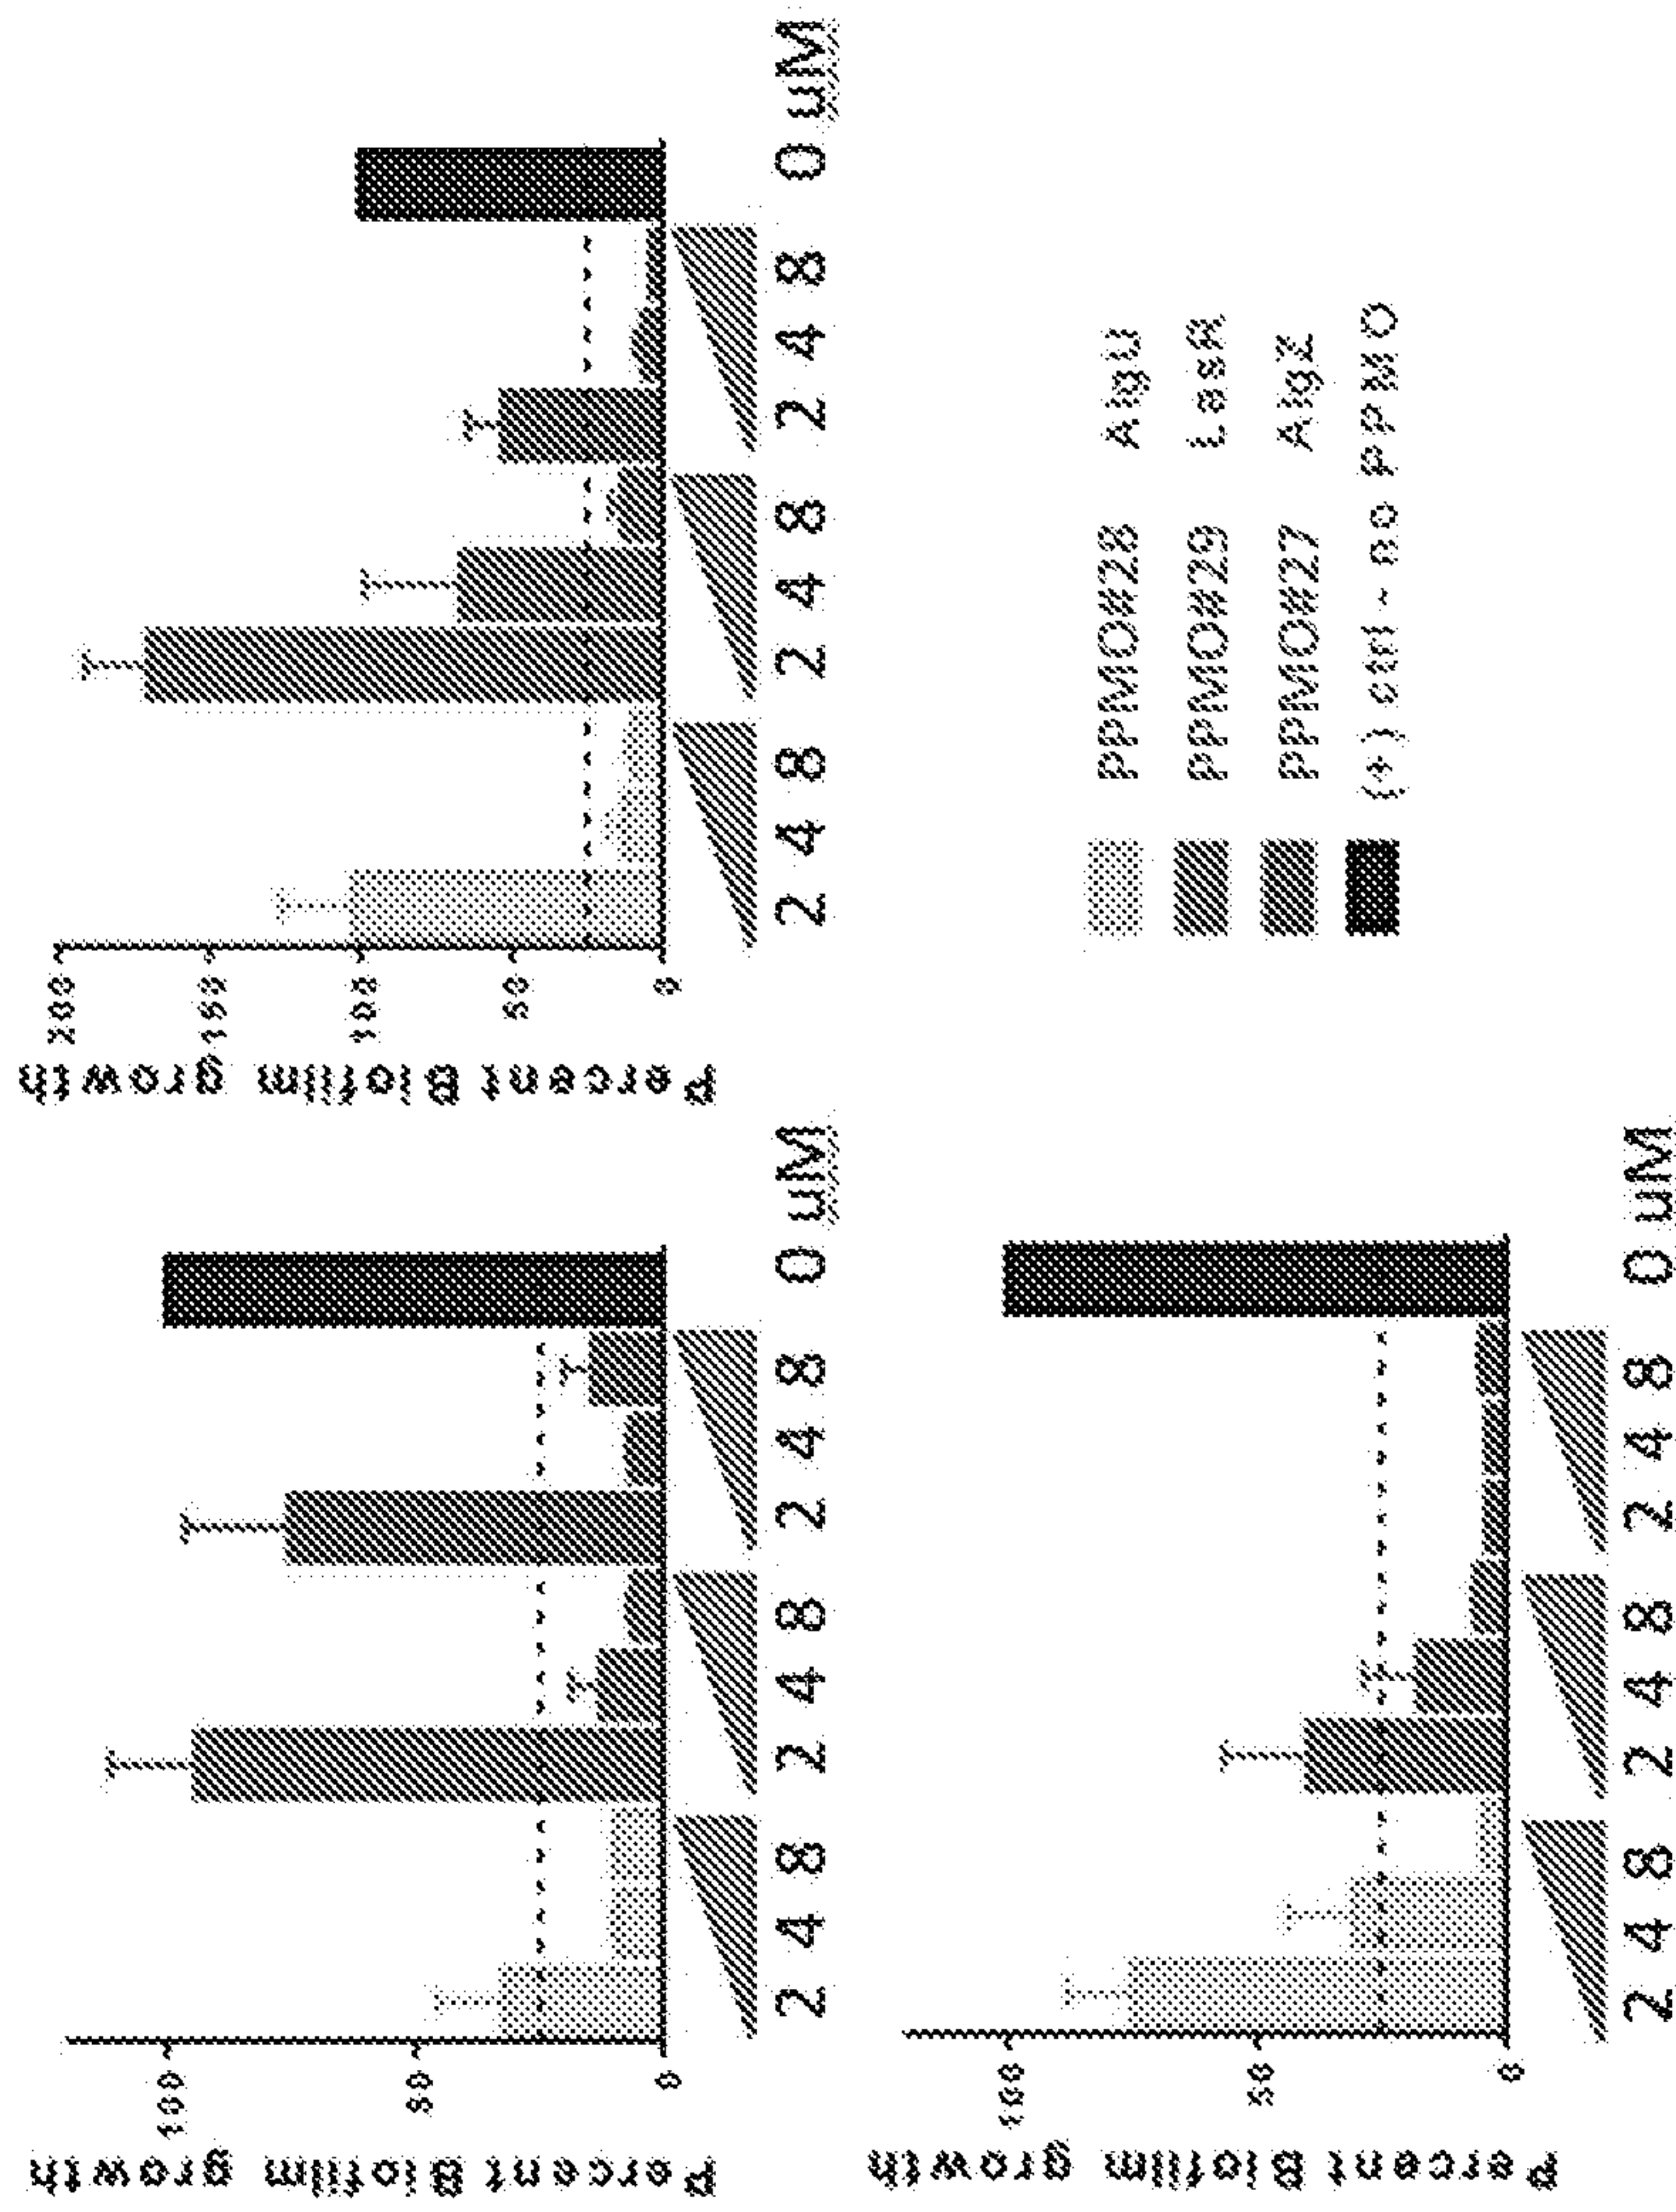 Percent Biofilm
growth
100
50
0
2 4 8 2 4 8 2 4 8 0 uM
Percent Biofilm growth
200
150
100
50
0
2 4 8 2 4 8 2 4 8 0 uM
Percent Biofilm
growth
100
50
0
2 4 8 2 4 8 2 4 8 0 uM
PPMO#28 AlgU
PPMO#29 LasR
PPMO#27 AlgZ
(+) ctrl - no PPMO